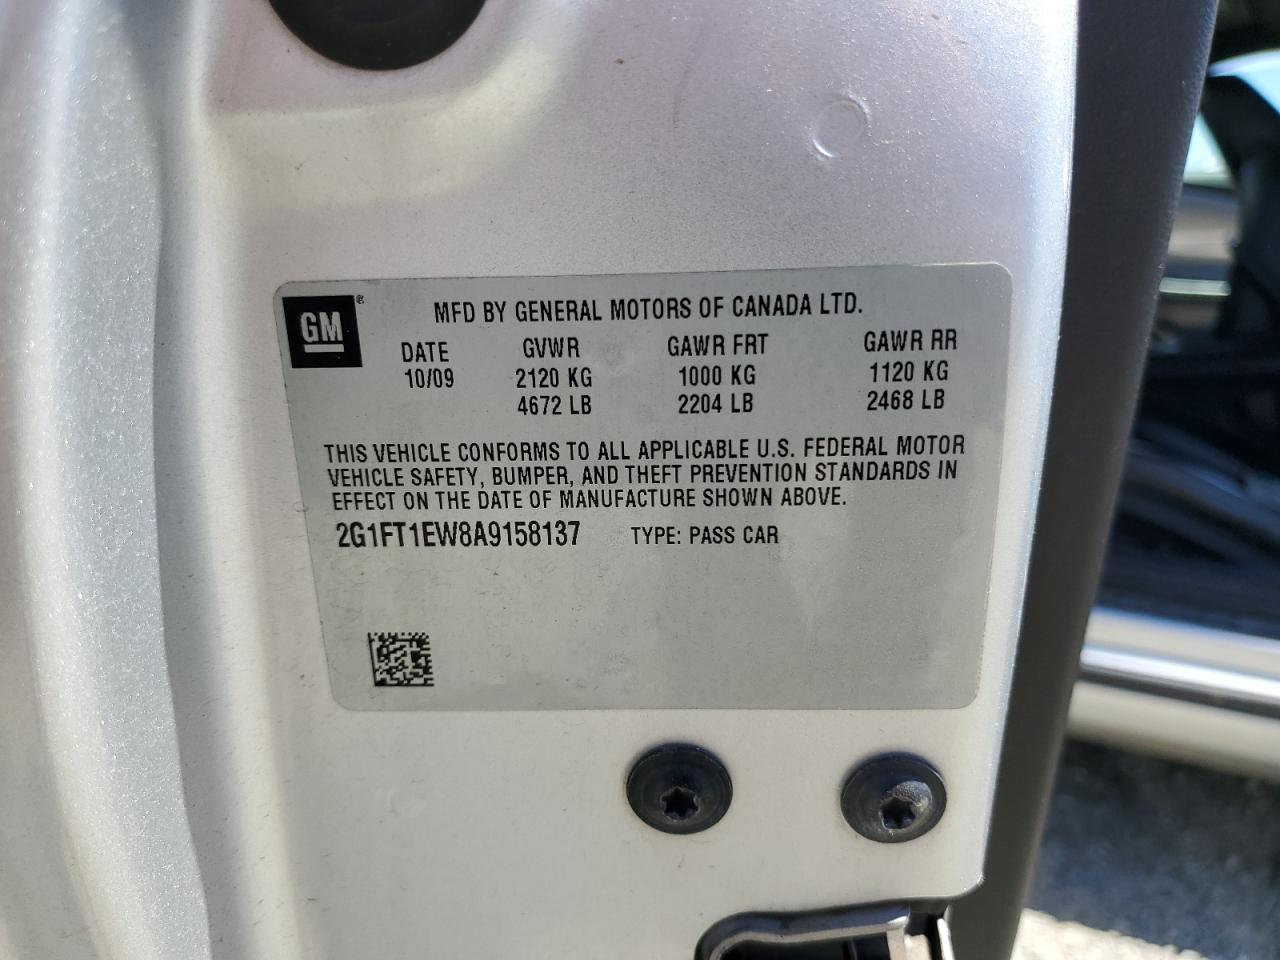 GM®
MFD BY GENERAL MOTORS OF CANADA LTD.
DATE GVWR GAWR FRT GAWR RR
10/09 2120 KG 1000 KG 1120 KG
4672 LB 2204 LB 2468 LB
THIS VEHICLE CONFORMS TO ALL APPLICABLE U.S. FEDERAL MOTOR
VEHICLE SAFETY, BUMPER, AND THEFT PREVENTION STANDARDS IN
EFFECT ON THE DATE OF MANUFACTURE SHOWN ABOVE.
2G1FT1EW8A9158137 TYPE: PASS CAR